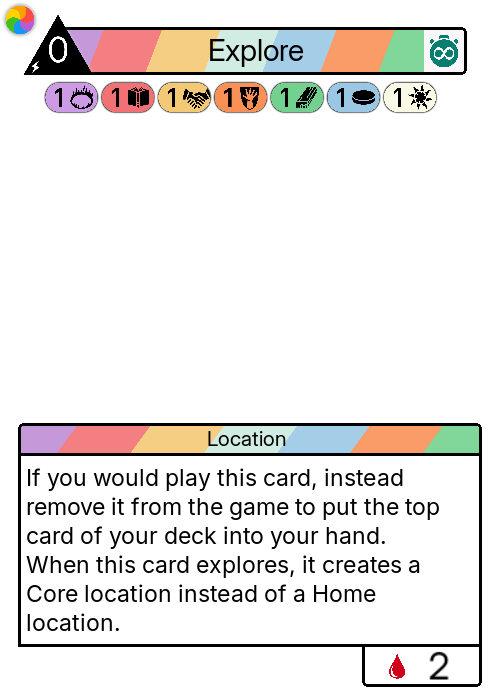 0 Explore
1 1 1 1 1 1 1
Location
If you would play this card, instead
remove it from the game to put the top
card of your deck into your hand.
When this card explores, it creates a
Core location instead of a Home
location.
2